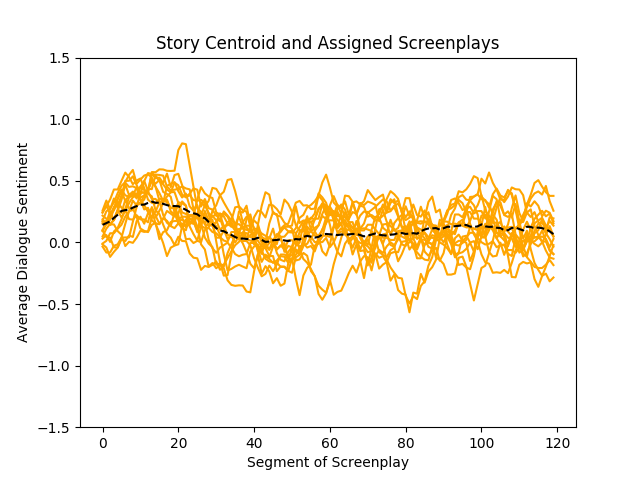 Story Centroid and Assigned Screenplays
1.5
1.0
0.5
0.0
−0.5
−1.0
−1.5
Average Dialogue Sentiment
0 20 40 60 80 100 120
Segment of Screenplay